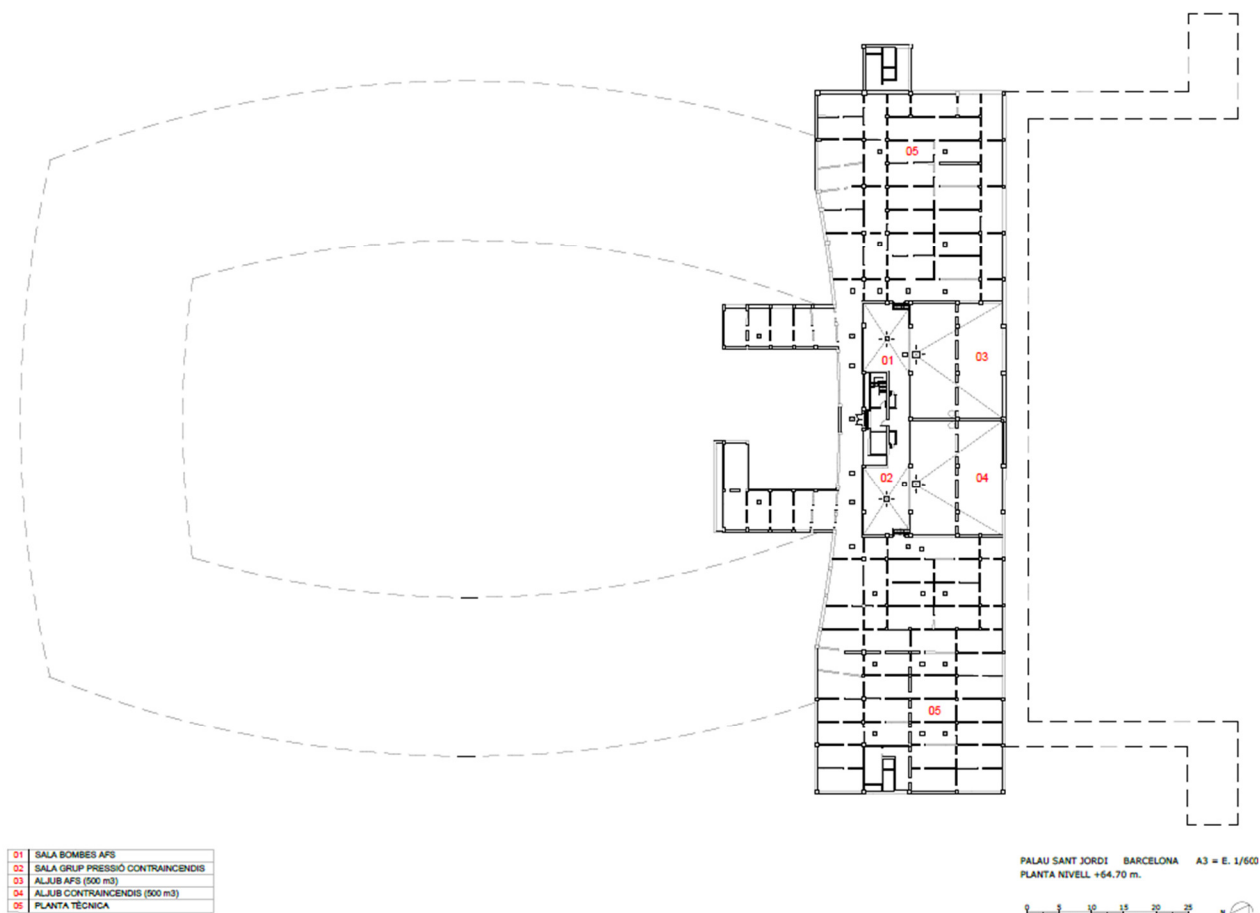 05
01
03
02
04
05
01 SALA BOMBES AFS
02 SALA GRUP PRESSIÓ CONTRAINCENDIS
03 ALJUB AFS (500 m3)
04 ALJUB CONTRAINCENDIS (500 m3)
05 PLANTA TÈCNICA
PALAU SANT JORDI BARCELONA A3 = E. 1/600
PLANTA NIVELL +64.70 m.
0 5 10 15 20 25 N